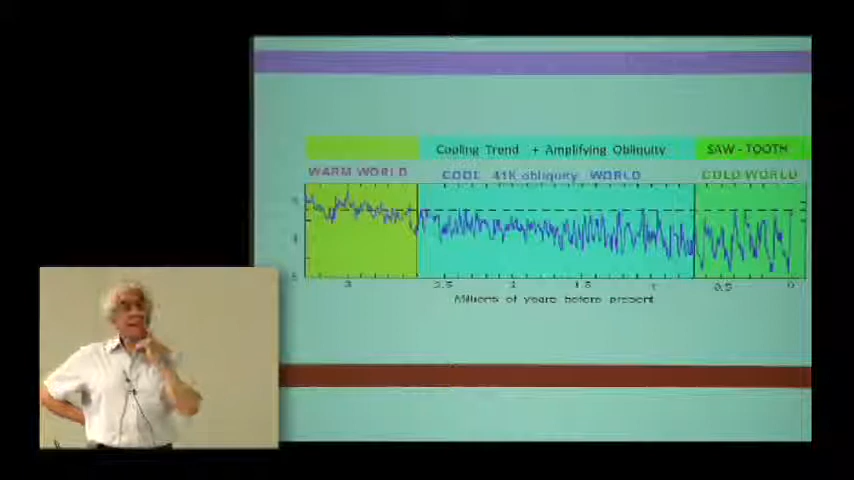 Cooling Trend + Amplifying Obliquity
SAW-TOOTH
WARM WORLD
COOL 41K obliquity WORLD
COLD WORLD
3
2.5
2
1.5
1
0.5
0
Millions of years before present